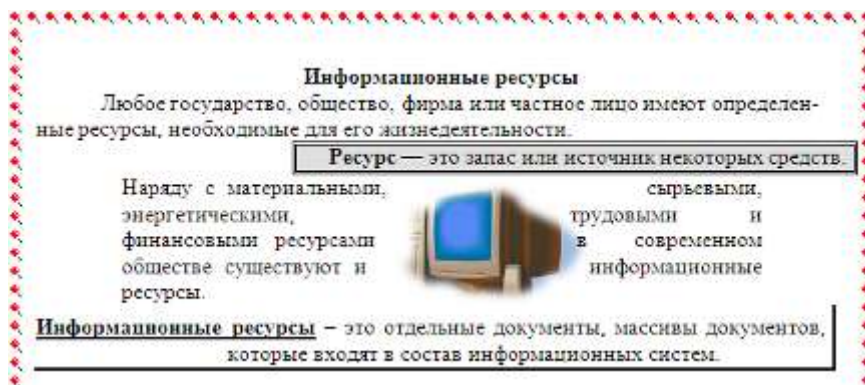 Информационные ресурсы
Любое государство, общество, фирма или частное лицо имеют определен-
ные ресурсы, необходимые для его жизнедеятельности.
Ресурс — это запас или источник некоторых средств.
Наряду с материальными, сырьевыми,
энергетическими, трудовыми и
финансовыми ресурсами в современном
обществе существуют и информационные
ресурсы.
Информационные ресурсы – это отдельные документы, массивы документов,
которые входят в состав информационных систем.